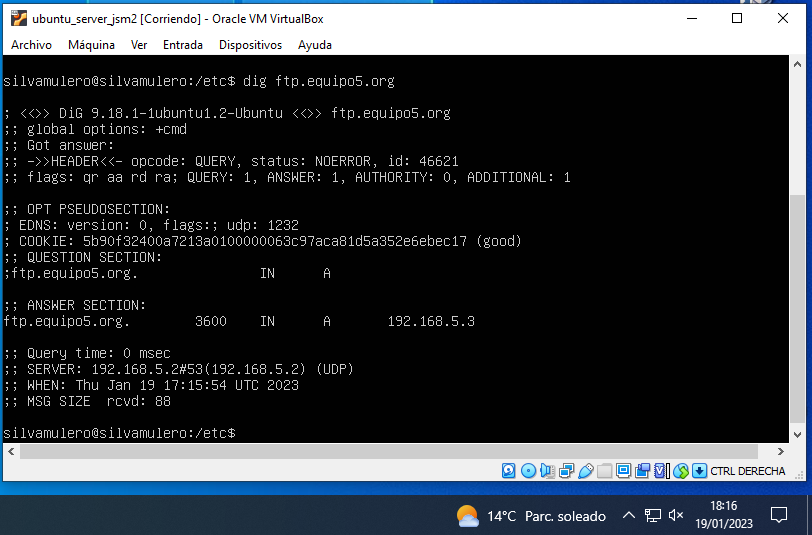 ubuntu_server_jsm2 [Corriendo] - Oracle VM VirtualBox
Archivo Máquina Ver Entrada Dispositivos Ayuda
silvamulero@silvamulero:/etc$ dig ftp.equipo5.org
; <<>> DiG 9.18.1-1ubuntu1.2-Ubuntu <<>> ftp.equipo5.org
;; global options: +cmd
;; Got answer:
;; ->>HEADER<<- opcode: QUERY, status: NOERROR, id: 46621
;; flags: qr aa rd ra; QUERY: 1, ANSWER: 1, AUTHORITY: 0, ADDITIONAL: 1
;; OPT PSEUDOSECTION:
; EDNS: version: 0, flags:; udp: 1232
; COOKIE: 5b90f32400a7213a0100000063c97aca81d5a352e6ebec17 (good)
;; QUESTION SECTION:
;ftp.equipo5.org. IN A
;; ANSWER SECTION:
ftp.equipo5.org. 3600 IN A 192.168.5.3
;; Query time: 0 msec
;; SERVER: 192.168.5.2#53(192.168.5.2) (UDP)
;; WHEN: Thu Jan 19 17:15:54 UTC 2023
;; MSG SIZE rcvd: 88
silvamulero@silvamulero:/etc$
CTRL DERECHA
14°C Parc. soleado
18:16
19/01/2023